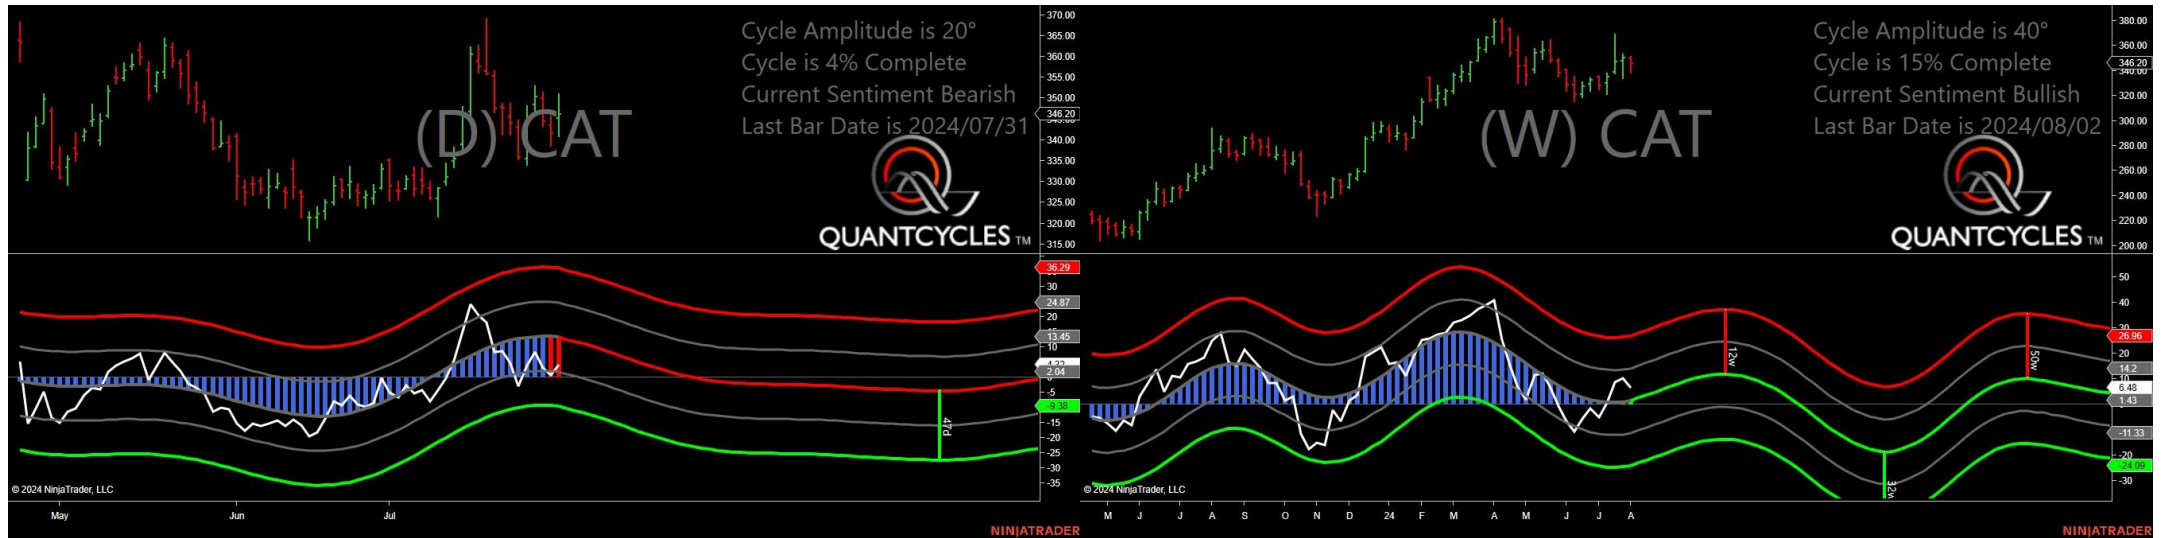 Cycle Amplitude is 20°
Cycle is 4% Complete
Current Sentiment Bearish
Last Bar Date is 2024/07/31
(D) CAT
QUANTCYCLES TM
370.00
365.00
360.00
355.00
350.00
346.20
340.00
335.00
330.00
325.00
320.00
315.00
36.29
30
24.87
20
13.45
10
2.04
-5
-9.38
-15
-20
-25
-30
-35
47d
© 2024 NinjaTrader, LLC
May Jun Jul
NINJATRADER
Cycle Amplitude is 40°
Cycle is 15% Complete
Current Sentiment Bullish
Last Bar Date is 2024/08/02
(W) CAT
QUANTCYCLES TM
380.00
360.00
346.20
340.00
320.00
300.00
280.00
260.00
240.00
220.00
200.00
50
40
30
26.96
20
14.2
10
6.48
1.43
-11.33
-20
-24.09
-30
12w
32w
50w
© 2024 NinjaTrader, LLC
M J J A S O N D 24 F M A M J J A
NINJATRADER